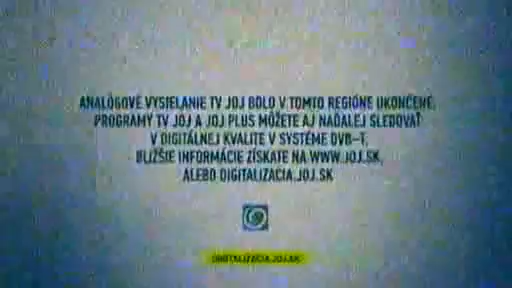 ANALÓGOVÉ VYSIELANIE TV JOJ BOLO V TOMTO REGIÓNE UKONČENÉ.
PROGRAMY TV JOJ A JOJ PLUS MÔŽETE AJ NAĎALEJ SLEDOVAŤ
V DIGITÁLNEJ KVALITE V SYSTÉME DVB-T.
BLIŽŠIE INFORMÁCIE ZÍSKATE NA WWW.JOJ.SK,
ALEBO DIGITALIZACIA.JOJ.SK
DIGITALIZACIA.JOJ.SK